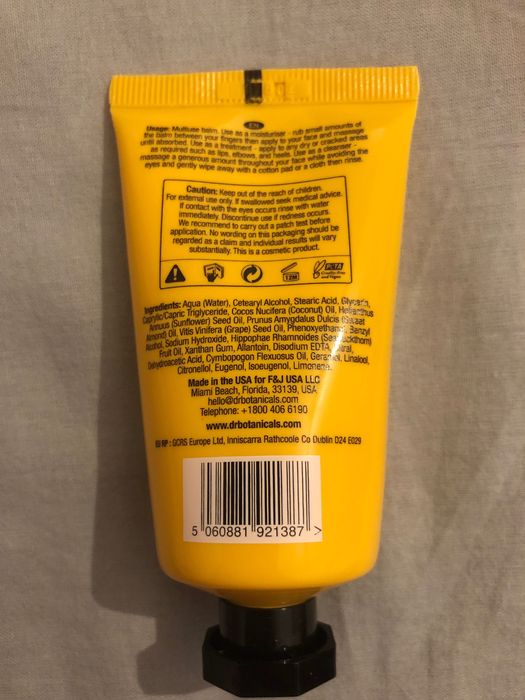 EN
Usage: Multiuse balm. Use as a moisturiser - rub small amounts of
the balm between your fingers then apply to your face and massage
until absorbed. Use as a treatment - apply to any dry or cracked areas
as required such as lips, elbows, and heels. Use as a cleanser -
massage a generous amount throughout your face while avoiding the
eyes and gently wipe away with a cotton pad or a cloth then rinse.
Caution: Keep out of the reach of children.
For external use only. If swallowed seek medical advice.
If contact with the eyes occurs rinse with water
immediately. Discontinue use if redness occurs.
We recommend to carry out a patch test before
application. No wording on this packaging should be
regarded as a claim and individual results will vary
substantially. This is a cosmetic product.
12M
PETA
Cruelty-Free
and Vegan
Ingredients: Aqua (Water), Cetearyl Alcohol, Stearic Acid, Glycerin,
Caprylic/Capric Triglyceride, Cocos Nucifera (Coconut) Oil, Helianthus
Annuus (Sunflower) Seed Oil, Prunus Amygdalus Dulcis (Sweet
Almond) Oil, Vitis Vinifera (Grape) Seed Oil, Phenoxyethanol, Benzyl
Alcohol, Sodium Hydroxide, Hippophae Rhamnoides (Seabuckthorn)
Fruit Oil, Xanthan Gum, Allantoin, Disodium EDTA, Citral,
Dehydroacetic Acid, Cymbopogon Flexuosus Oil, Geraniol, Linalool,
Citronellol, Eugenol, Isoeugenol, Limonene.
Made in the USA for F&J USA LLC
Miami Beach, Florida, 33139, USA
hello@drbotanicals.com
Telephone: +1800 406 6190
www.drbotanicals.com
EU RP : GCRS Europe Ltd, Inniscarra Rathcoole Co Dublin D24 E029
5 060881 921387 >